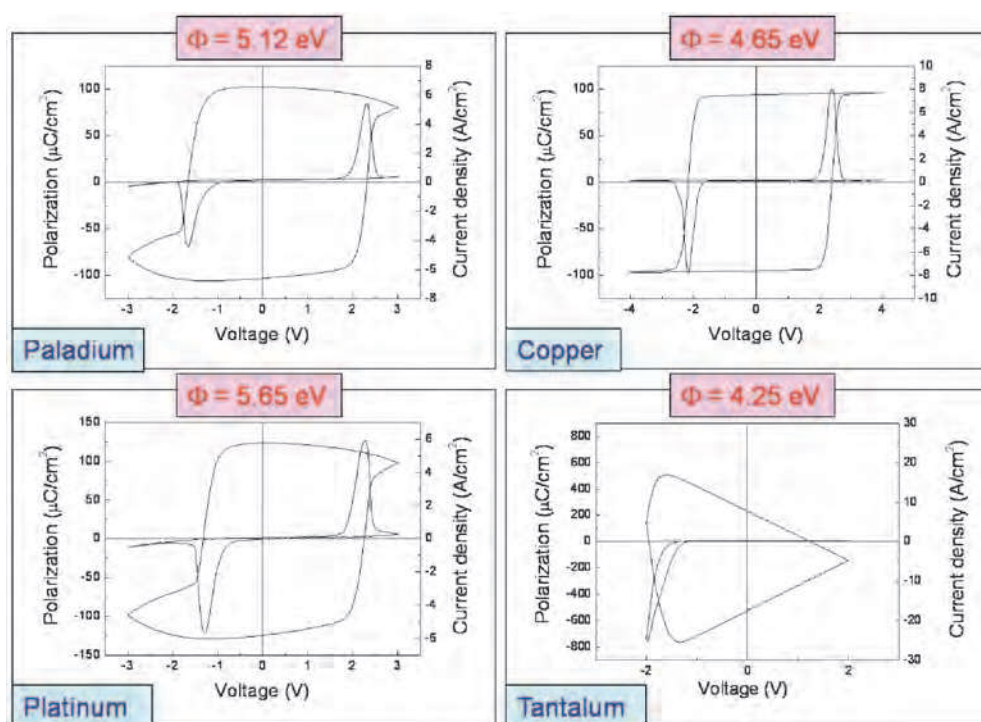 Φ = 5.12 eV
Polarization (μC/cm²)
100
50
0
-50
-100
8
6
4
2
0
-2
-4
-6
-8
Current density (A/cm²)
-3 -2 -1 0 1 2 3
Voltage (V)
Paladium
Φ = 4.65 eV
Polarization (μC/cm²)
100
50
0
-50
-100
10
8
6
4
2
0
-2
-4
-6
-8
-10
Current density (A/cm²)
-4 -2 0 2 4
Voltage (V)
Copper
Φ = 5.65 eV
Polarization (μC/cm²)
150
100
50
0
-50
-100
-150
6
4
2
0
-2
-4
-6
Current density (A/cm²)
-3 -2 -1 0 1 2 3
Voltage (V)
Platinum
Φ = 4.25 eV
Polarization (μC/cm²)
800
600
400
200
0
-200
-400
-600
-800
30
20
10
0
-10
-20
-30
Current density (A/cm²)
-2 0 2
Voltage (V)
Tantalum